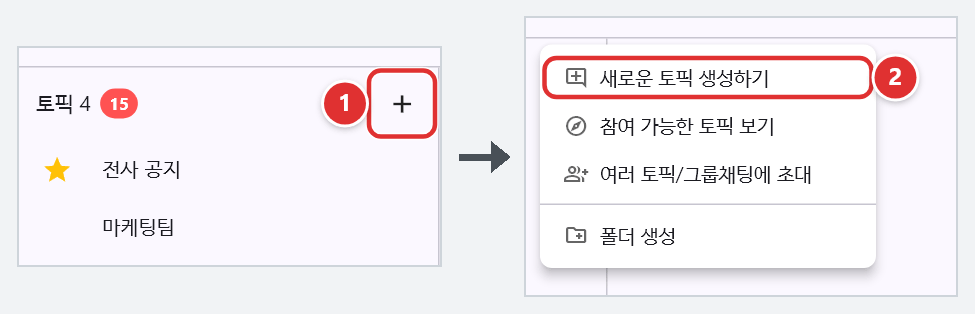 토픽 4 15
1
+
전사 공지
마케팅팀
새로운 토픽 생성하기
2
참여 가능한 토픽 보기
여러 토픽/그룹채팅에 초대
폴더 생성